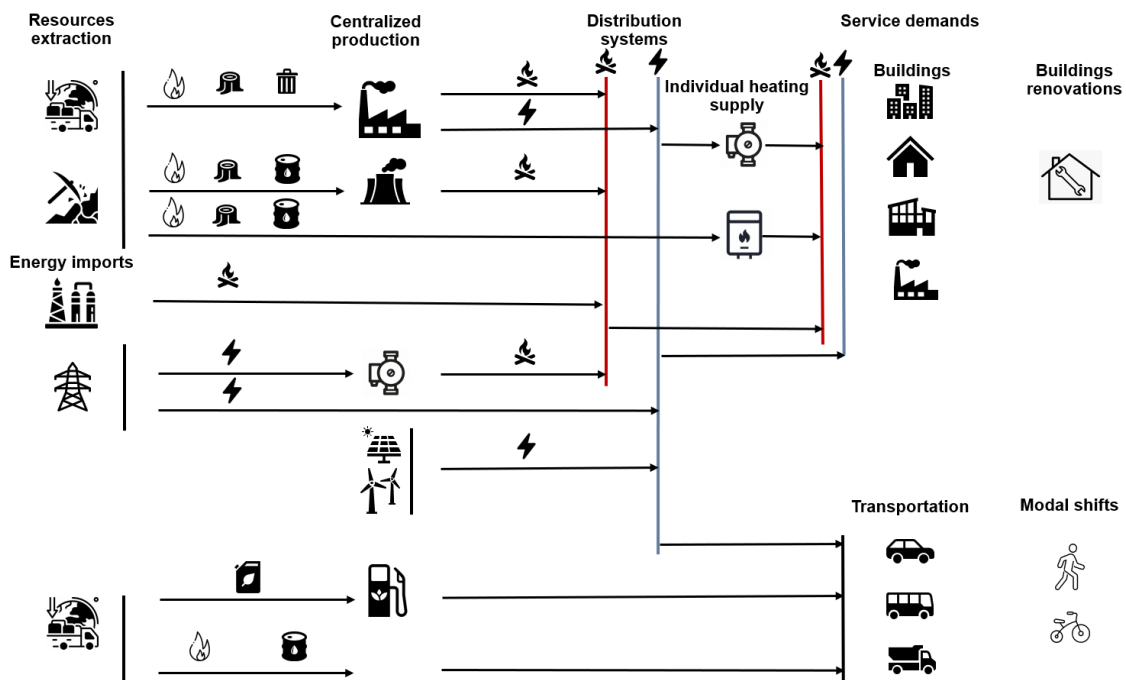 Resources
extraction
Centralized
production
Distribution
systems
Service demands
Individual heating
supply
Buildings
Buildings
renovations
Energy imports
Transportation
Modal shifts